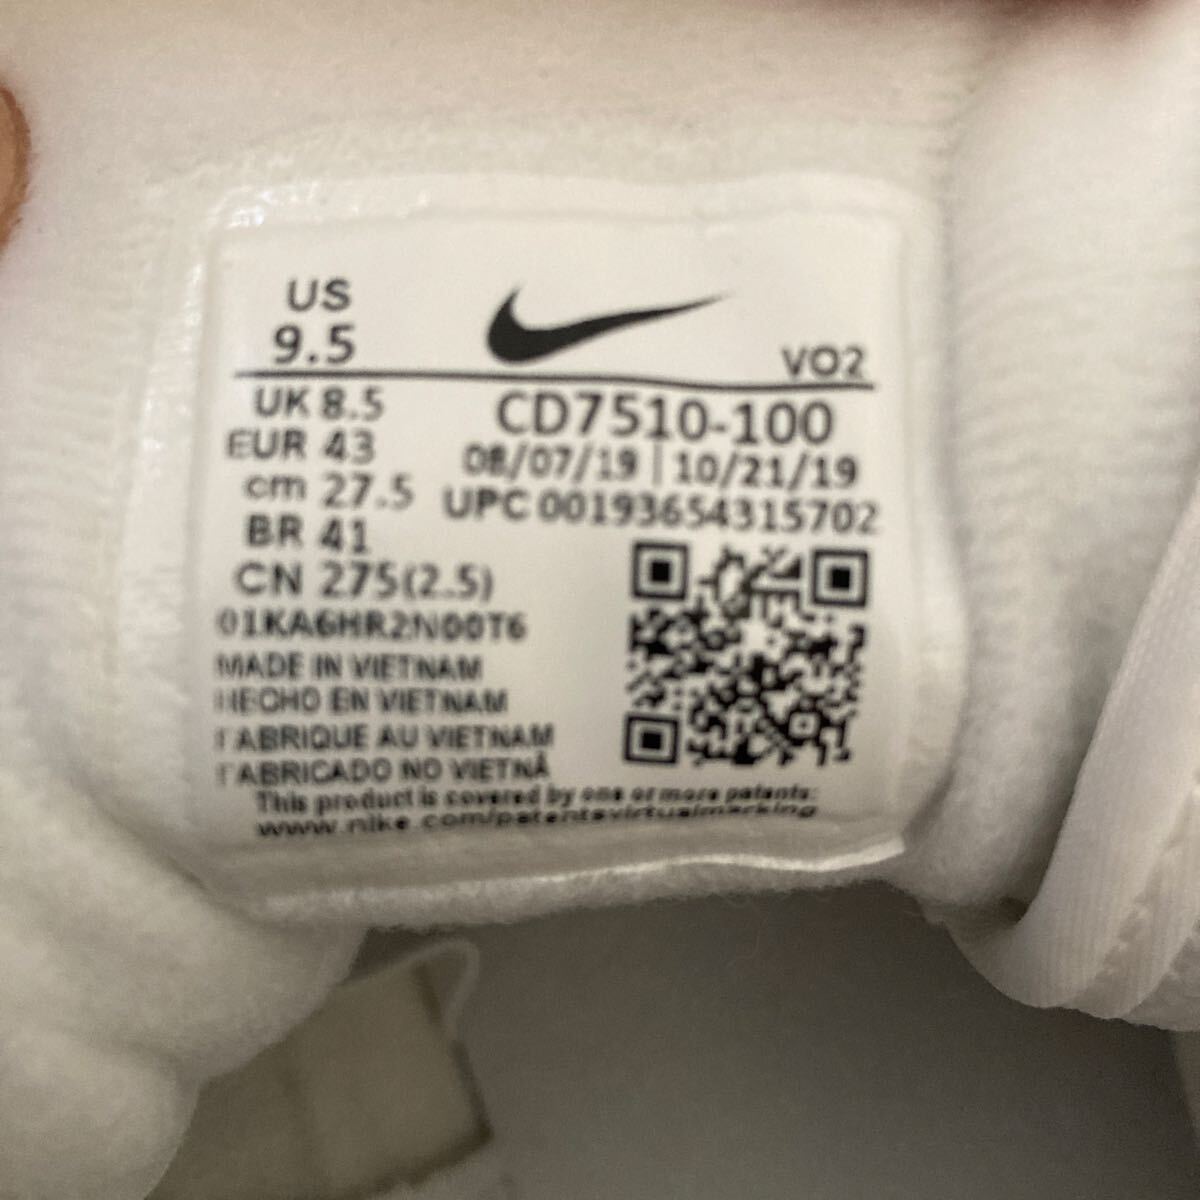 US
9.5
VO2
UK 8.5
EUR 43
cm 27.5
BR 41
CN 275(2.5)
CD7510-100
08/07/19 | 10/21/19
UPC 00193654315702
01KA6HR2N00T6
MADE IN VIETNAM
HECHO EN VIETNAM
FABRIQUE AU VIETNAM
FABRICADO NO VIETNÃ
This product is covered by one or more patents:
www.nike.com/patentsvirtualmarking